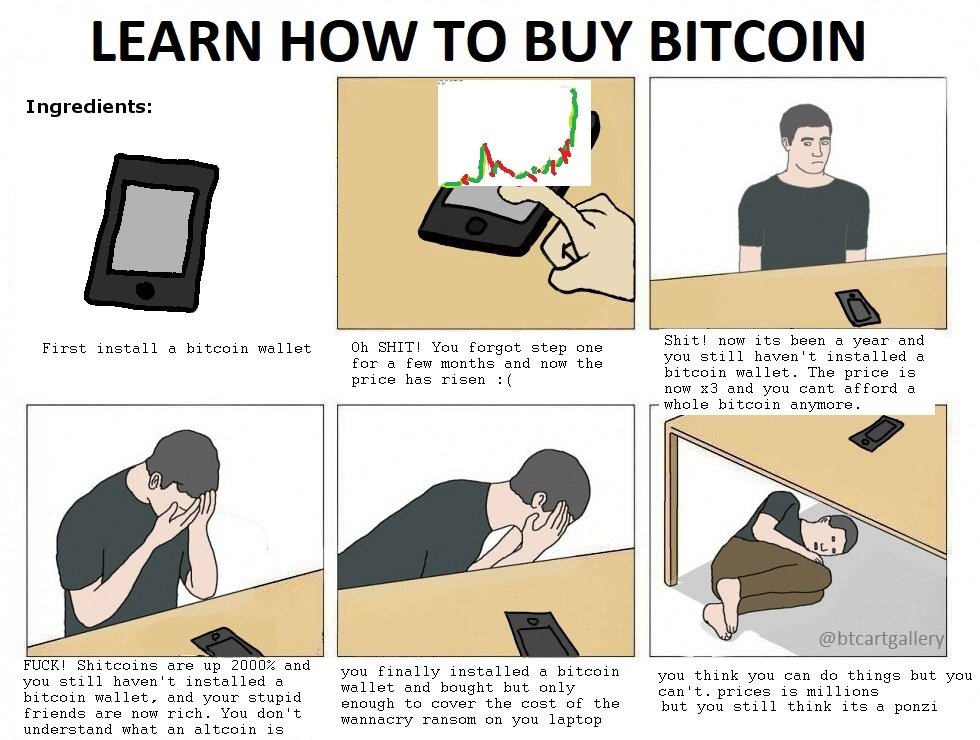 LEARN HOW TO BUY BITCOIN
Ingredients:
First install a bitcoin wallet
Oh SHIT! You forgot step one
for a few months and now the
price has risen :(
Shit! now its been a year and
you still haven't installed a
bitcoin wallet. The price is
now x3 and you cant afford a
whole bitcoin anymore.
FUCK! Shitcoins are up 2000% and
you still haven't installed a
bitcoin wallet, and your stupid
friends are now rich. You don't
understand what an altcoin is
you finally installed a bitcoin
wallet and bought but only
enough to cover the cost of the
wannacry ransom on you laptop
@btcartgallery
you think you can do things but you
can't. prices is millions
but you still think its a ponzi